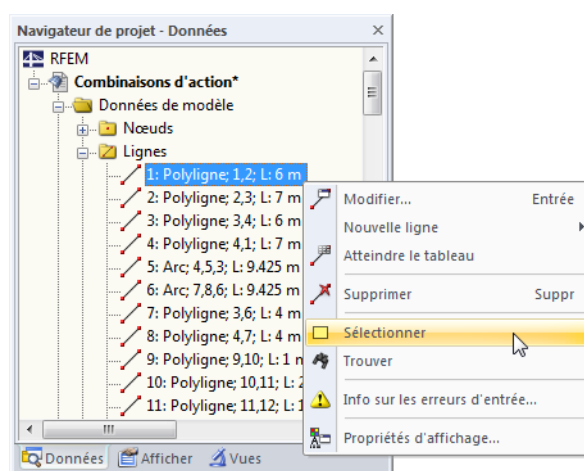 Navigateur de projet - Données
RFEM
Combinaisons d'action*
Données de modèle
Nœuds
Lignes
1: Polyligne; 1,2; L: 6 m
2: Polyligne; 2,3; L: 7 m
3: Polyligne; 3,4; L: 6 m
4: Polyligne; 4,1; L: 7 m
5: Arc; 4,5,3; L: 9.425 m
6: Arc; 7,8,6; L: 9.425 m
7: Polyligne; 3,6; L: 4 m
8: Polyligne; 4,7; L: 4 m
9: Polyligne; 9,10; L: 1
10: Polyligne; 10,11; L:
11: Polyligne; 11,12; L:
Modifier... Entrée
Nouvelle ligne
Atteindre le tableau
Supprimer Suppr
Sélectionner
Trouver
Info sur les erreurs d'entrée...
Propriétés d'affichage...
Données Afficher Vues